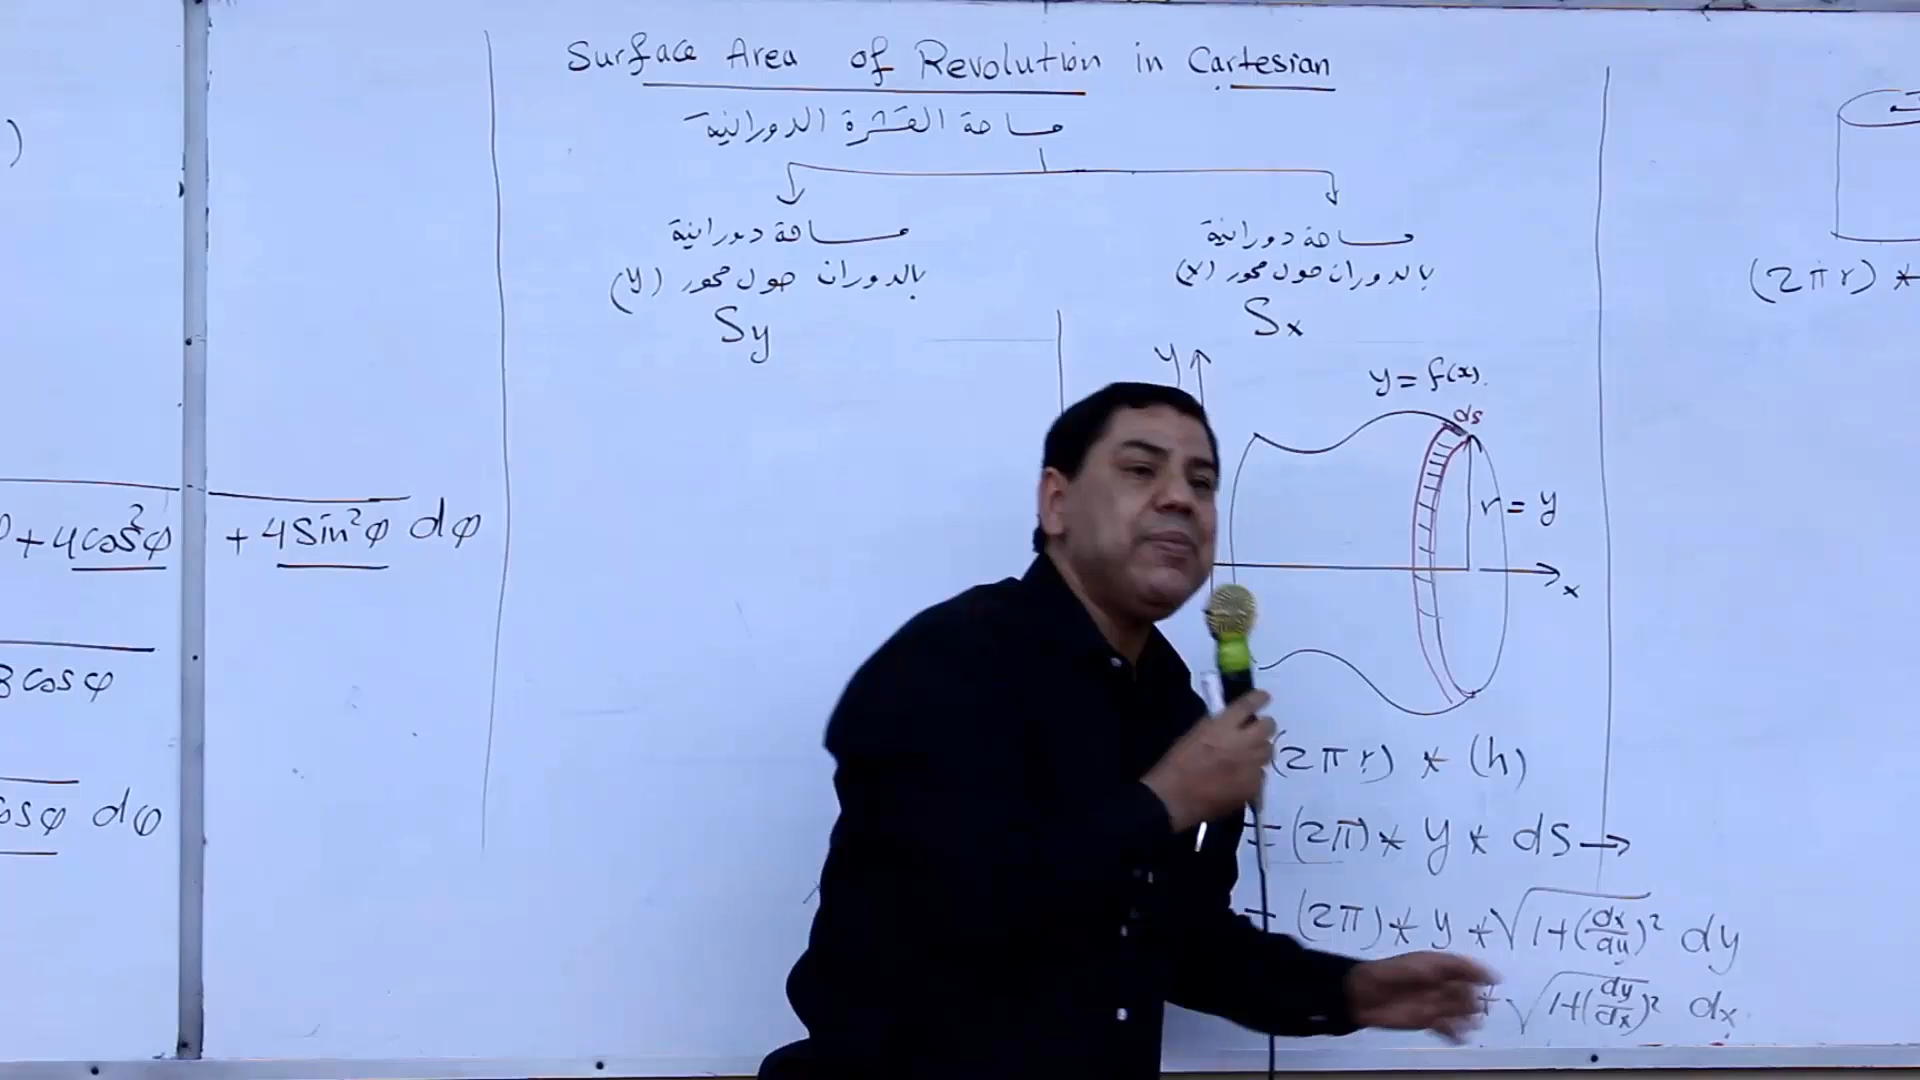 Surface Area of Revolution in Cartesian
مساحة القشرة الدورانية
مساحة دورانية
بالدوران حول محور (y)
Sy
مساحة دورانية
بالدوران حول محور (x)
Sx
y
y = f(x).
ds
r = y
x
(2πr) * (h)
= (2π) * y * ds →
= (2π) * y * √1+(dx/dy)² dy
* √1+(dy/dx)² dx
)
+4cos²φ + 4sin²φ dφ
8cosφ
cosφ dφ
(2πr) *